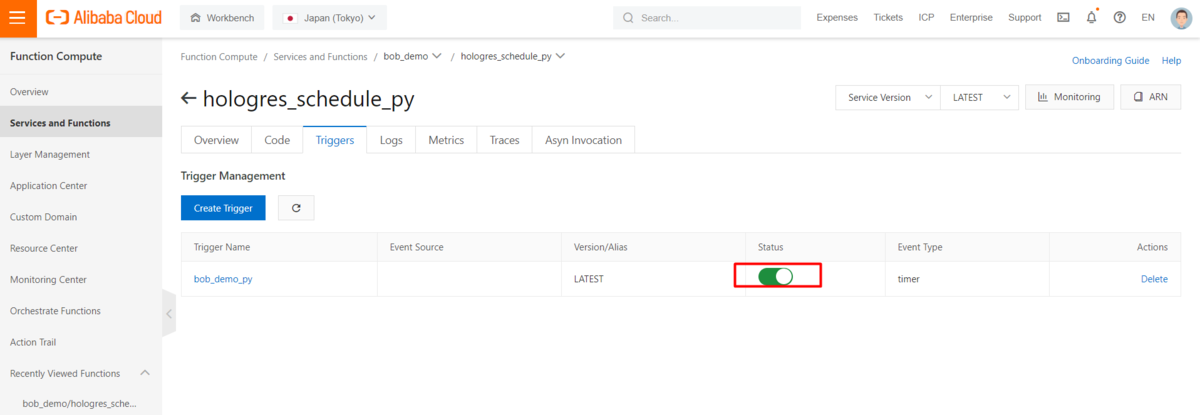 Alibaba Cloud
Workbench
Japan (Tokyo)
Search...
Expenses
Tickets
ICP
Enterprise
Support
EN
Function Compute
Overview
Services and Functions
Layer Management
Application Center
Custom Domain
Resource Center
Monitoring Center
Orchestrate Functions
Action Trail
Recently Viewed Functions
bob_demo/hologres_sche...
Function Compute / Services and Functions / bob_demo / hologres_schedule_py
Onboarding Guide Help
hologres_schedule_py
Service Version LATEST Monitoring ARN
Overview Code Triggers Logs Metrics Traces Asyn Invocation
Trigger Management
Create Trigger
Trigger Name Event Source Version/Alias Status Event Type Actions
bob_demo_py LATEST timer Delete